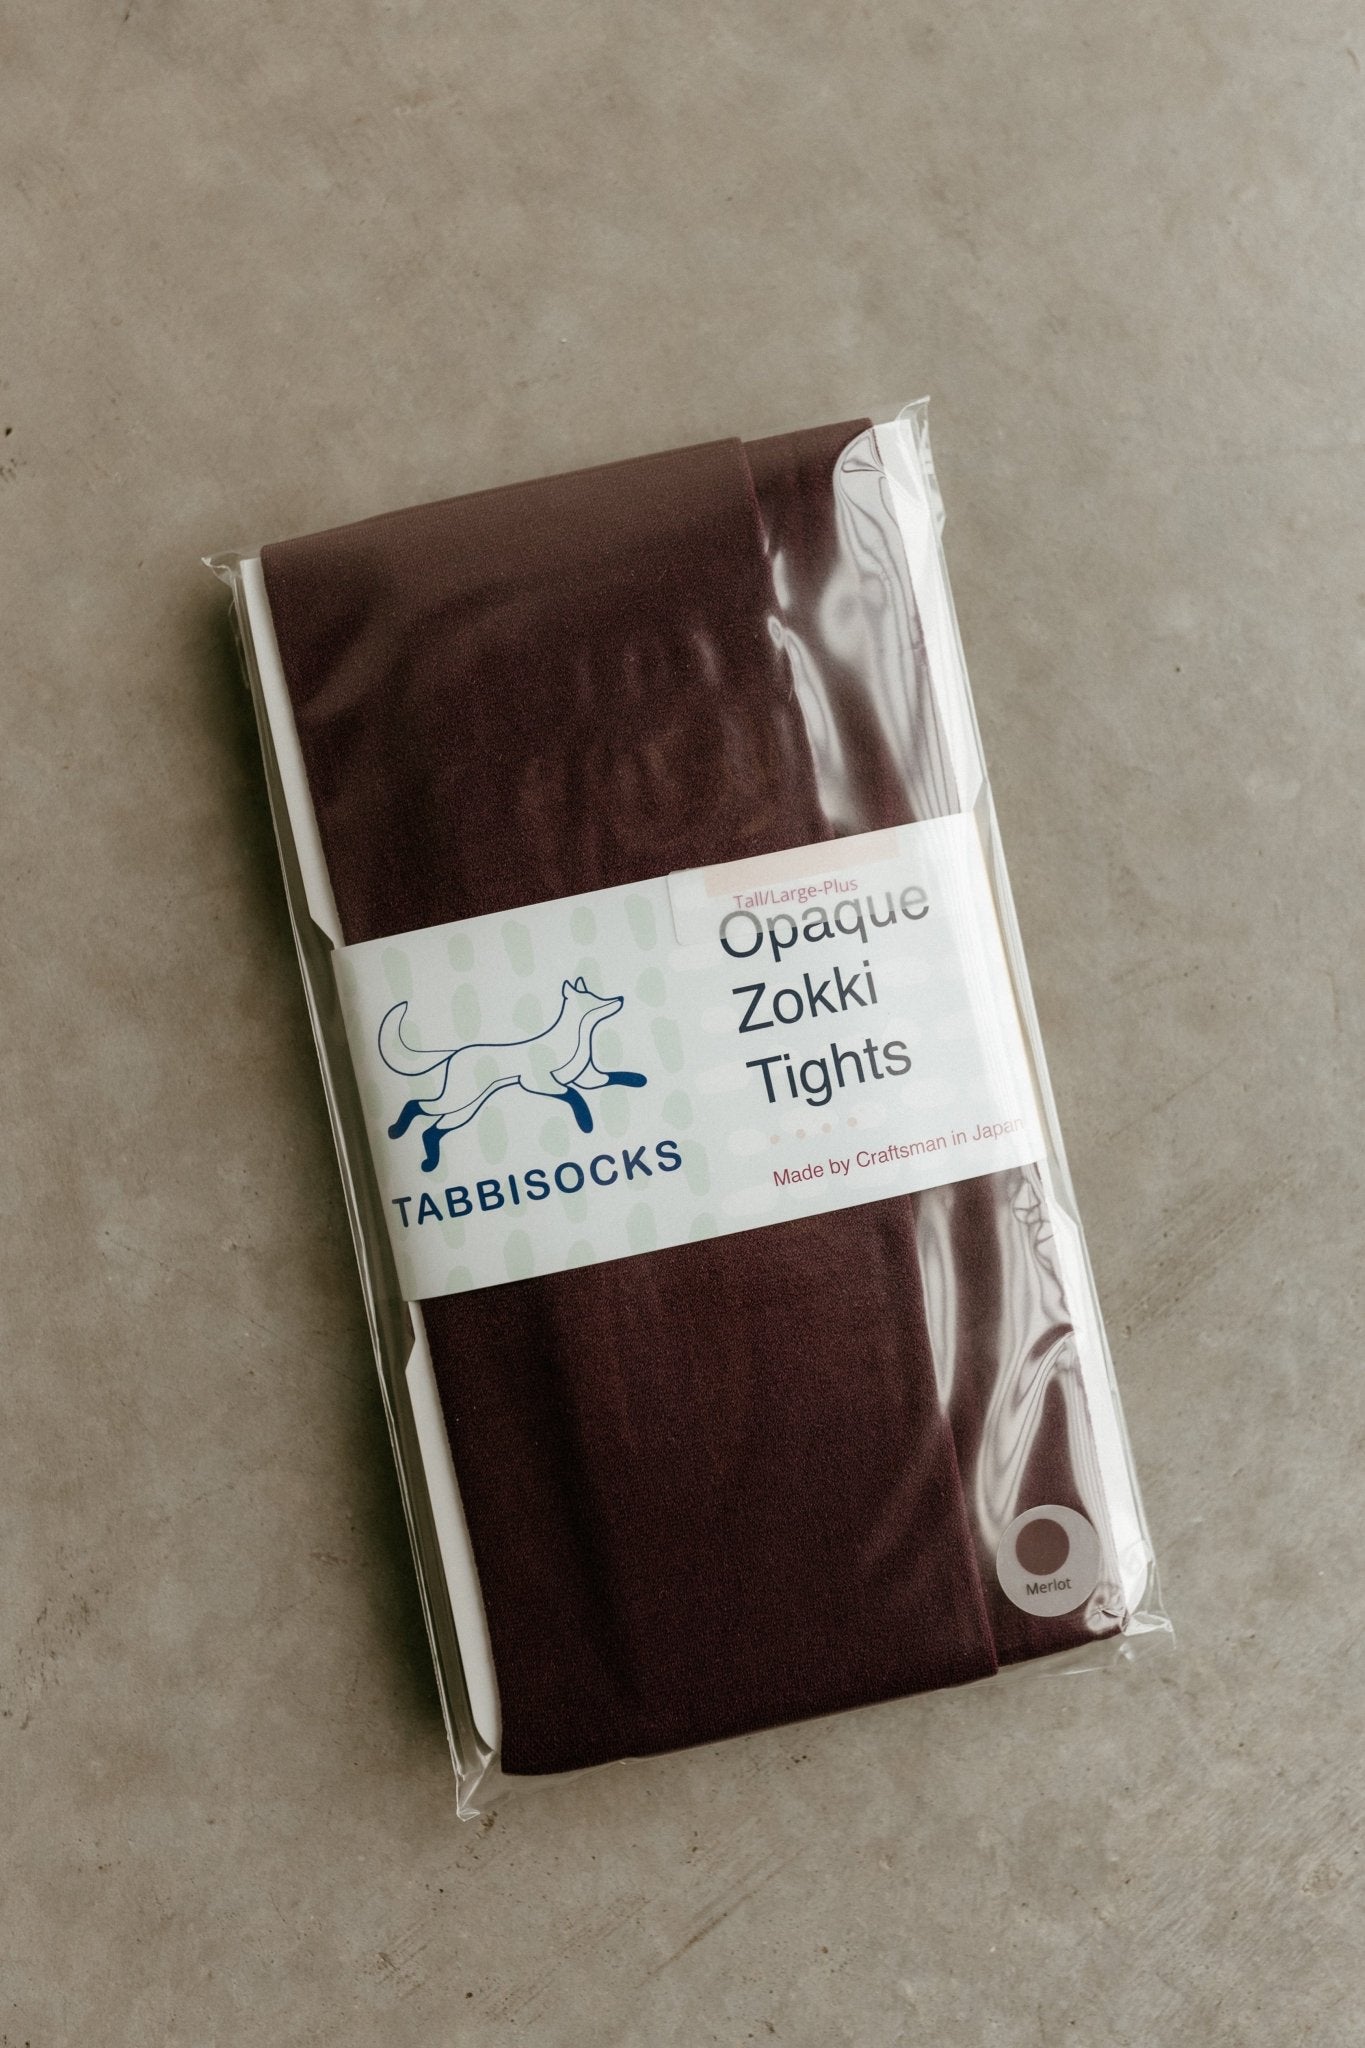 Tall/Large-Plus
Opaque
Zokki
Tights
Made by Craftsman in Japan
TABBISOCKS
Merlot